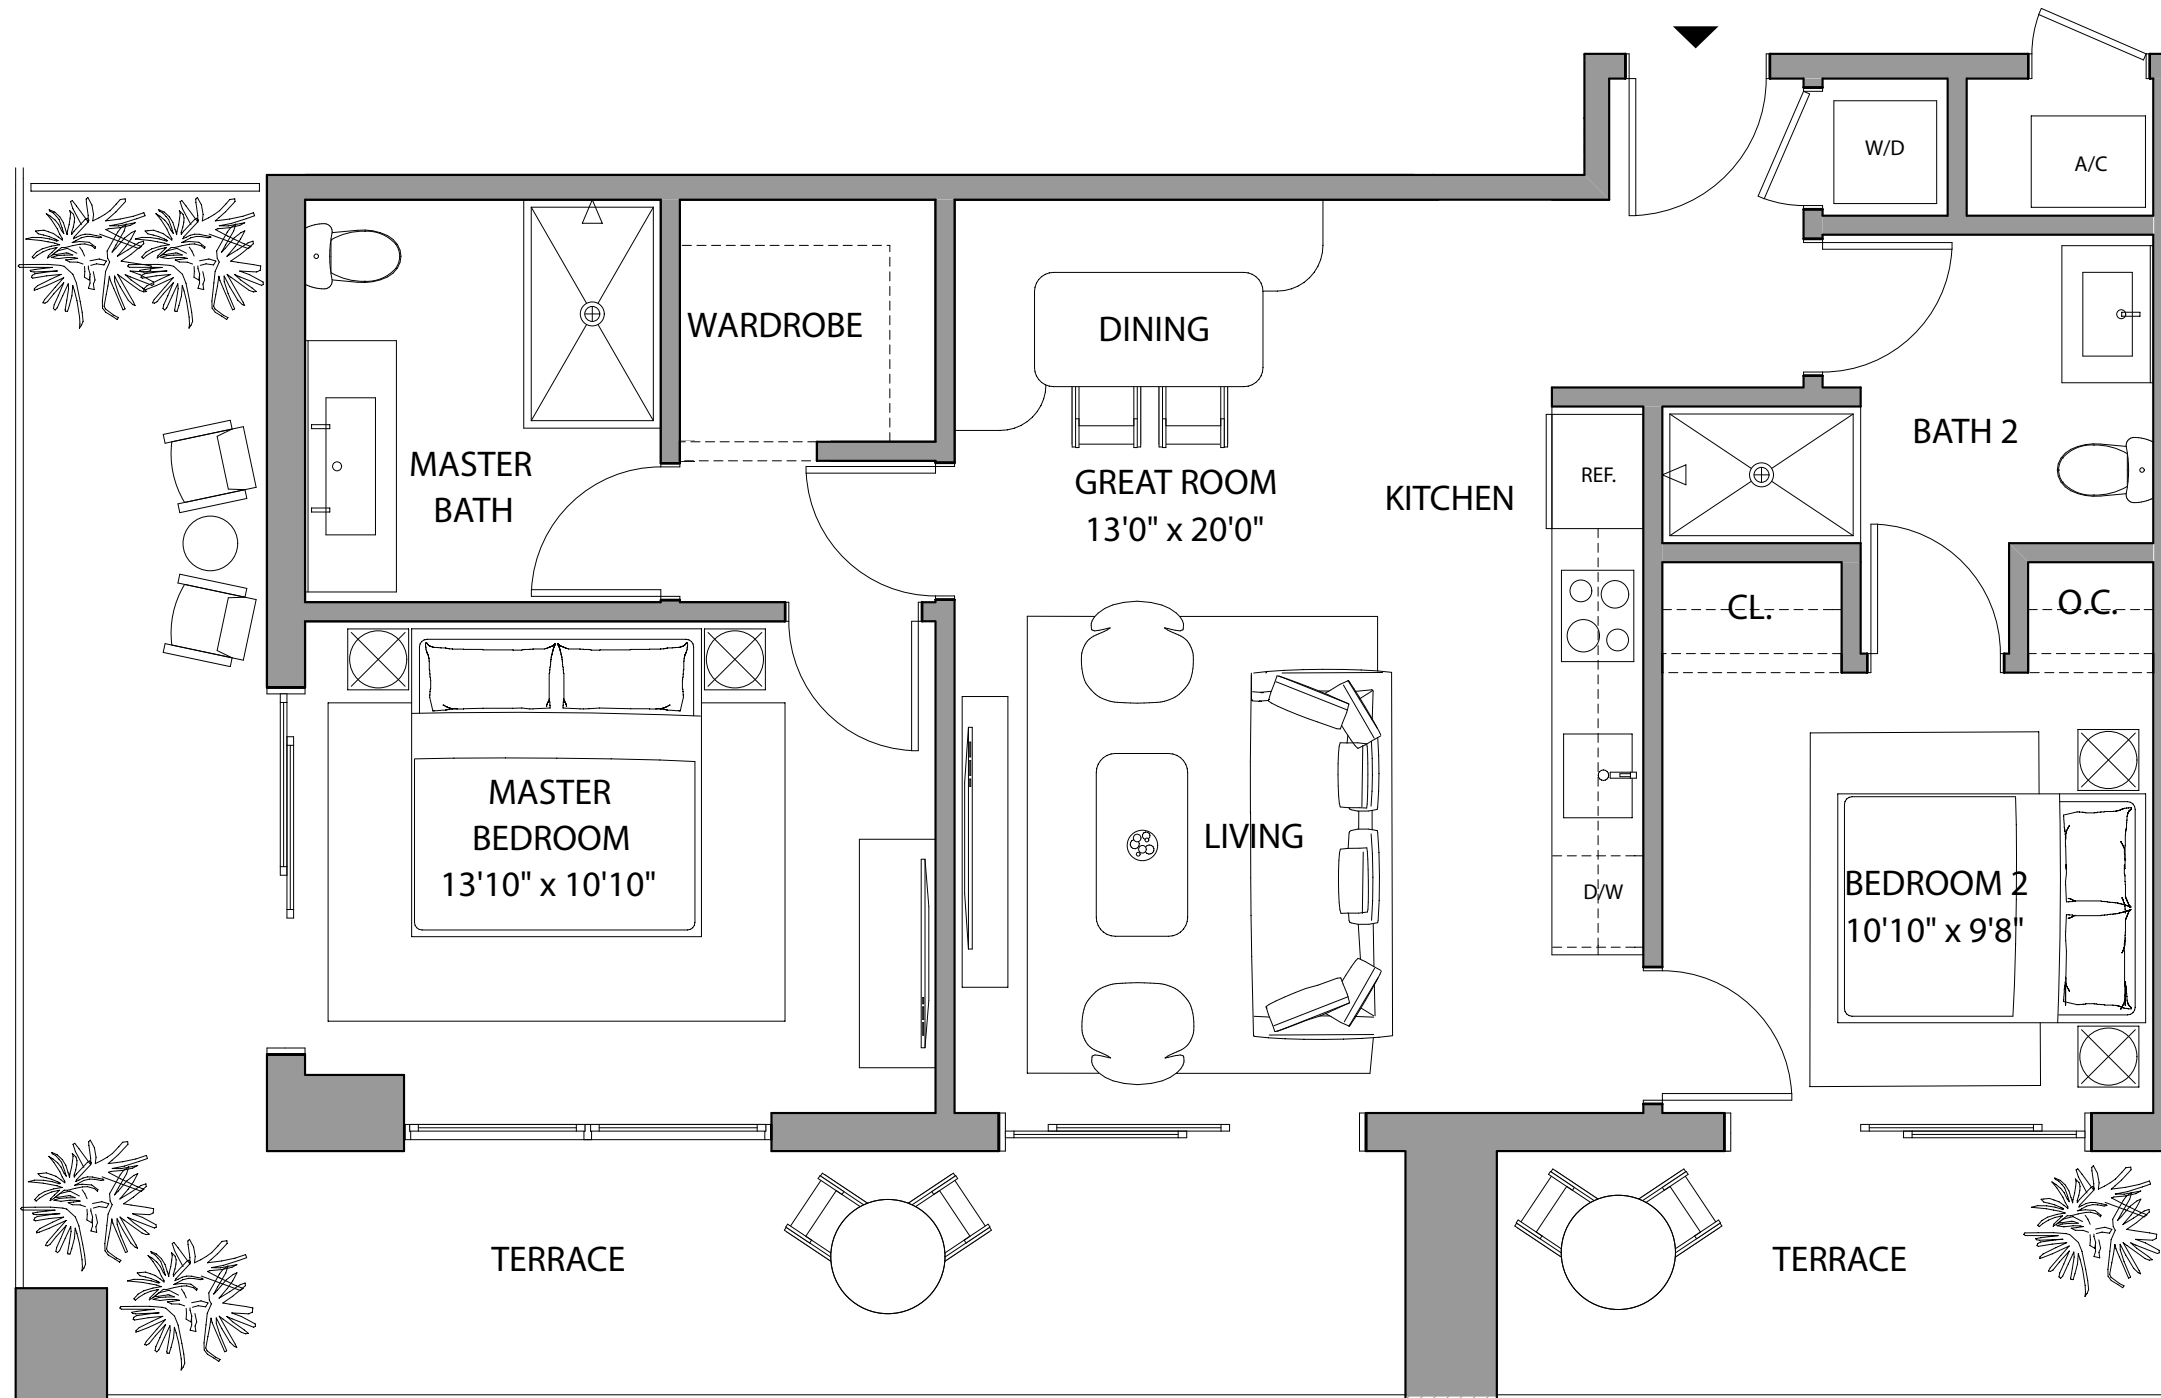 W/D
A/C
WARDROBE
DINING
MASTER
BATH
GREAT ROOM
13'0" x 20'0"
KITCHEN
REF.
BATH 2
CL.
O.C.
MASTER
BEDROOM
13'10" x 10'10"
LIVING
D/W
BEDROOM 2
10'10" x 9'8"
TERRACE
TERRACE